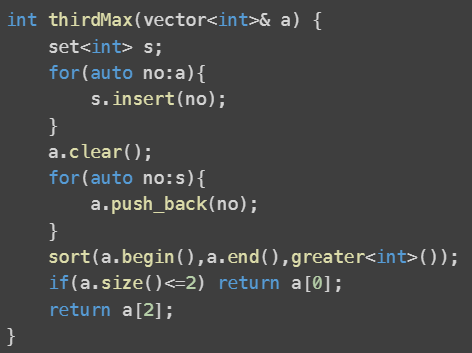 int thirdMax(vector<int>& a) {
    set<int> s;
    for(auto no:a){
        s.insert(no);
    }
    a.clear();
    for(auto no:s){
        a.push_back(no);
    }
    sort(a.begin(),a.end(),greater<int>());
    if(a.size()<=2) return a[0];
    return a[2];
}